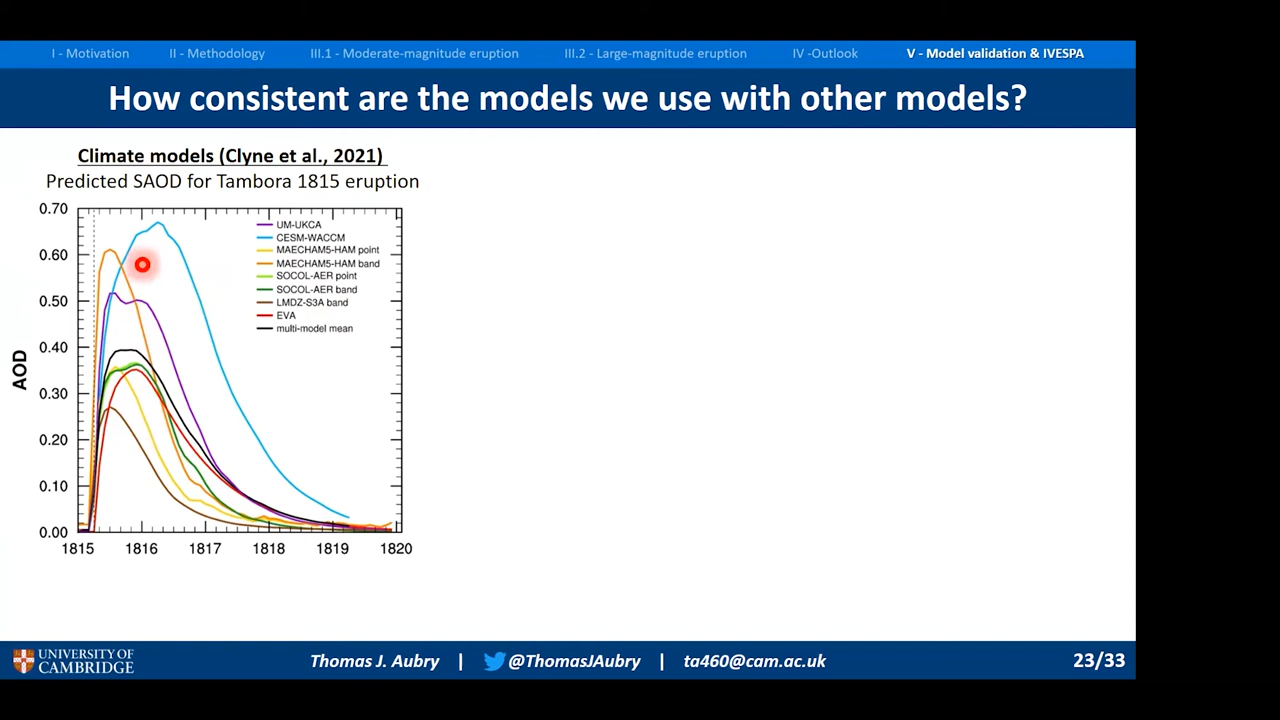 I - Motivation II - Methodology III.1 - Moderate-magnitude eruption III.2 - Large-magnitude eruption IV -Outlook V - Model validation & IVESPA
How consistent are the models we use with other models?
Climate models (Clyne et al., 2021)
Predicted SAOD for Tambora 1815 eruption
0.70
0.60
0.50
0.40
0.30
0.20
0.10
0.00
AOD
UM-UKCA
CESM-WACCM
MAECHAM5-HAM point
MAECHAM5-HAM band
SOCOL-AER point
SOCOL-AER band
LMDZ-S3A band
EVA
multi-model mean
1815 1816 1817 1818 1819 1820
UNIVERSITY OF
CAMBRIDGE
Thomas J. Aubry | @ThomasJAubry | ta460@cam.ac.uk
23/33